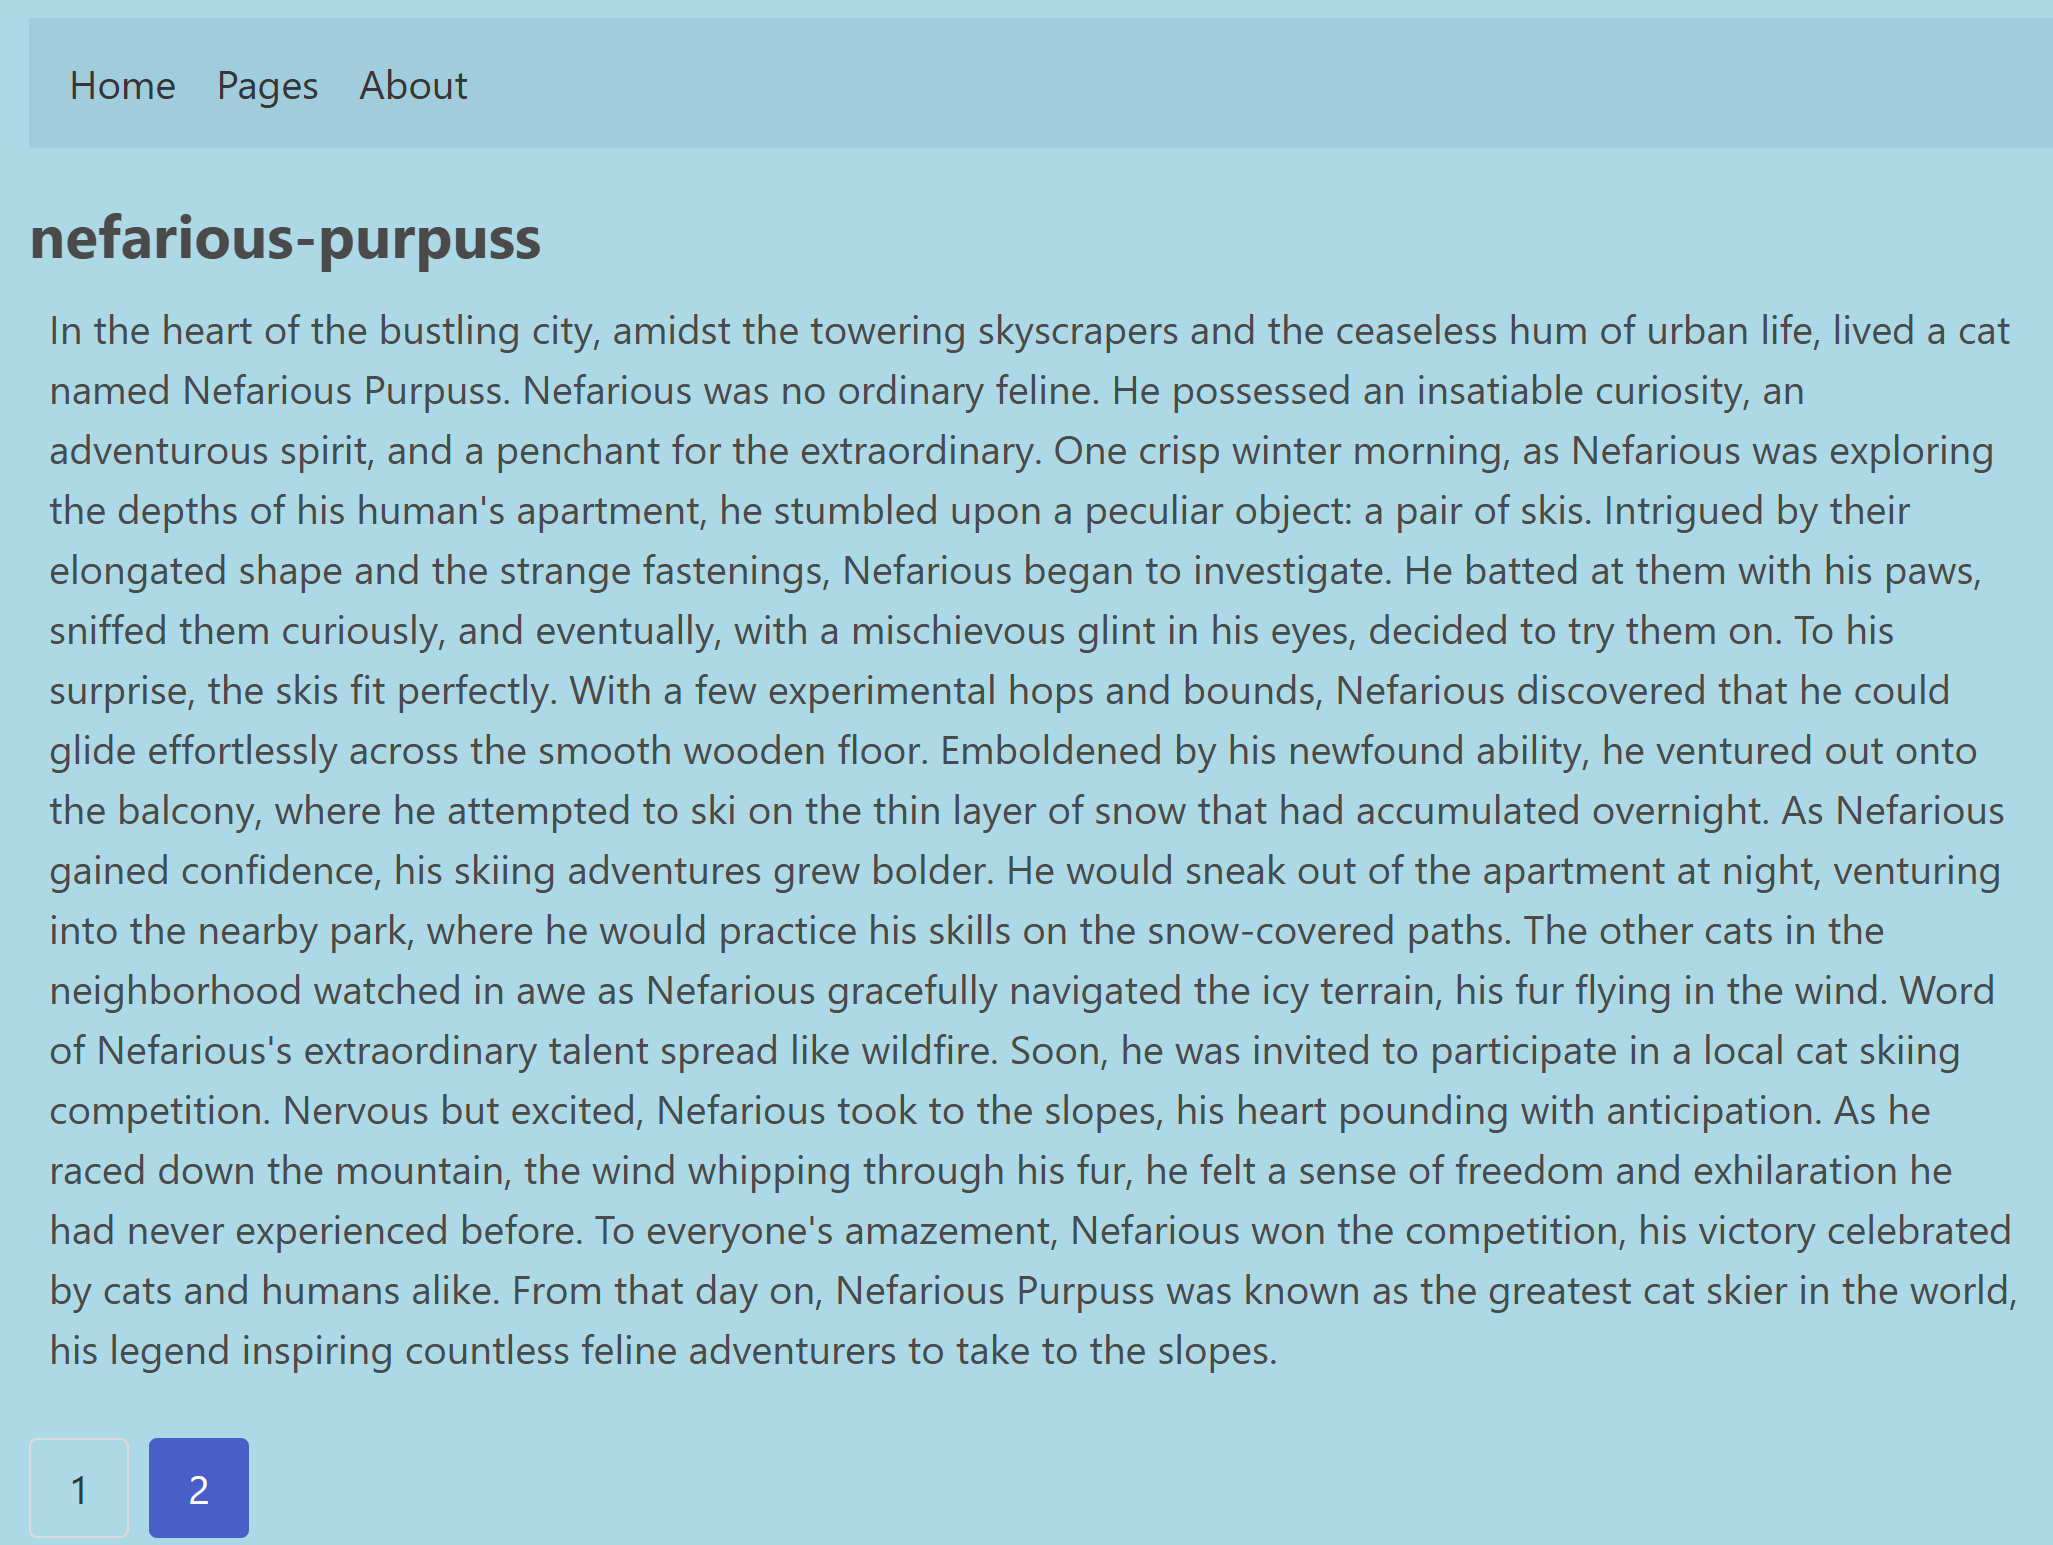 Home Pages About
nefarious-purpuss
In the heart of the bustling city, amidst the towering skyscrapers and the ceaseless hum of urban life, lived a cat
named Nefarious Purpuss. Nefarious was no ordinary feline. He possessed an insatiable curiosity, an
adventurous spirit, and a penchant for the extraordinary. One crisp winter morning, as Nefarious was exploring
the depths of his human's apartment, he stumbled upon a peculiar object: a pair of skis. Intrigued by their
elongated shape and the strange fastenings, Nefarious began to investigate. He batted at them with his paws,
sniffed them curiously, and eventually, with a mischievous glint in his eyes, decided to try them on. To his
surprise, the skis fit perfectly. With a few experimental hops and bounds, Nefarious discovered that he could
glide effortlessly across the smooth wooden floor. Emboldened by his newfound ability, he ventured out onto
the balcony, where he attempted to ski on the thin layer of snow that had accumulated overnight. As Nefarious
gained confidence, his skiing adventures grew bolder. He would sneak out of the apartment at night, venturing
into the nearby park, where he would practice his skills on the snow-covered paths. The other cats in the
neighborhood watched in awe as Nefarious gracefully navigated the icy terrain, his fur flying in the wind. Word
of Nefarious's extraordinary talent spread like wildfire. Soon, he was invited to participate in a local cat skiing
competition. Nervous but excited, Nefarious took to the slopes, his heart pounding with anticipation. As he
raced down the mountain, the wind whipping through his fur, he felt a sense of freedom and exhilaration he
had never experienced before. To everyone's amazement, Nefarious won the competition, his victory celebrated
by cats and humans alike. From that day on, Nefarious Purpuss was known as the greatest cat skier in the world,
his legend inspiring countless feline adventurers to take to the slopes.
1 2